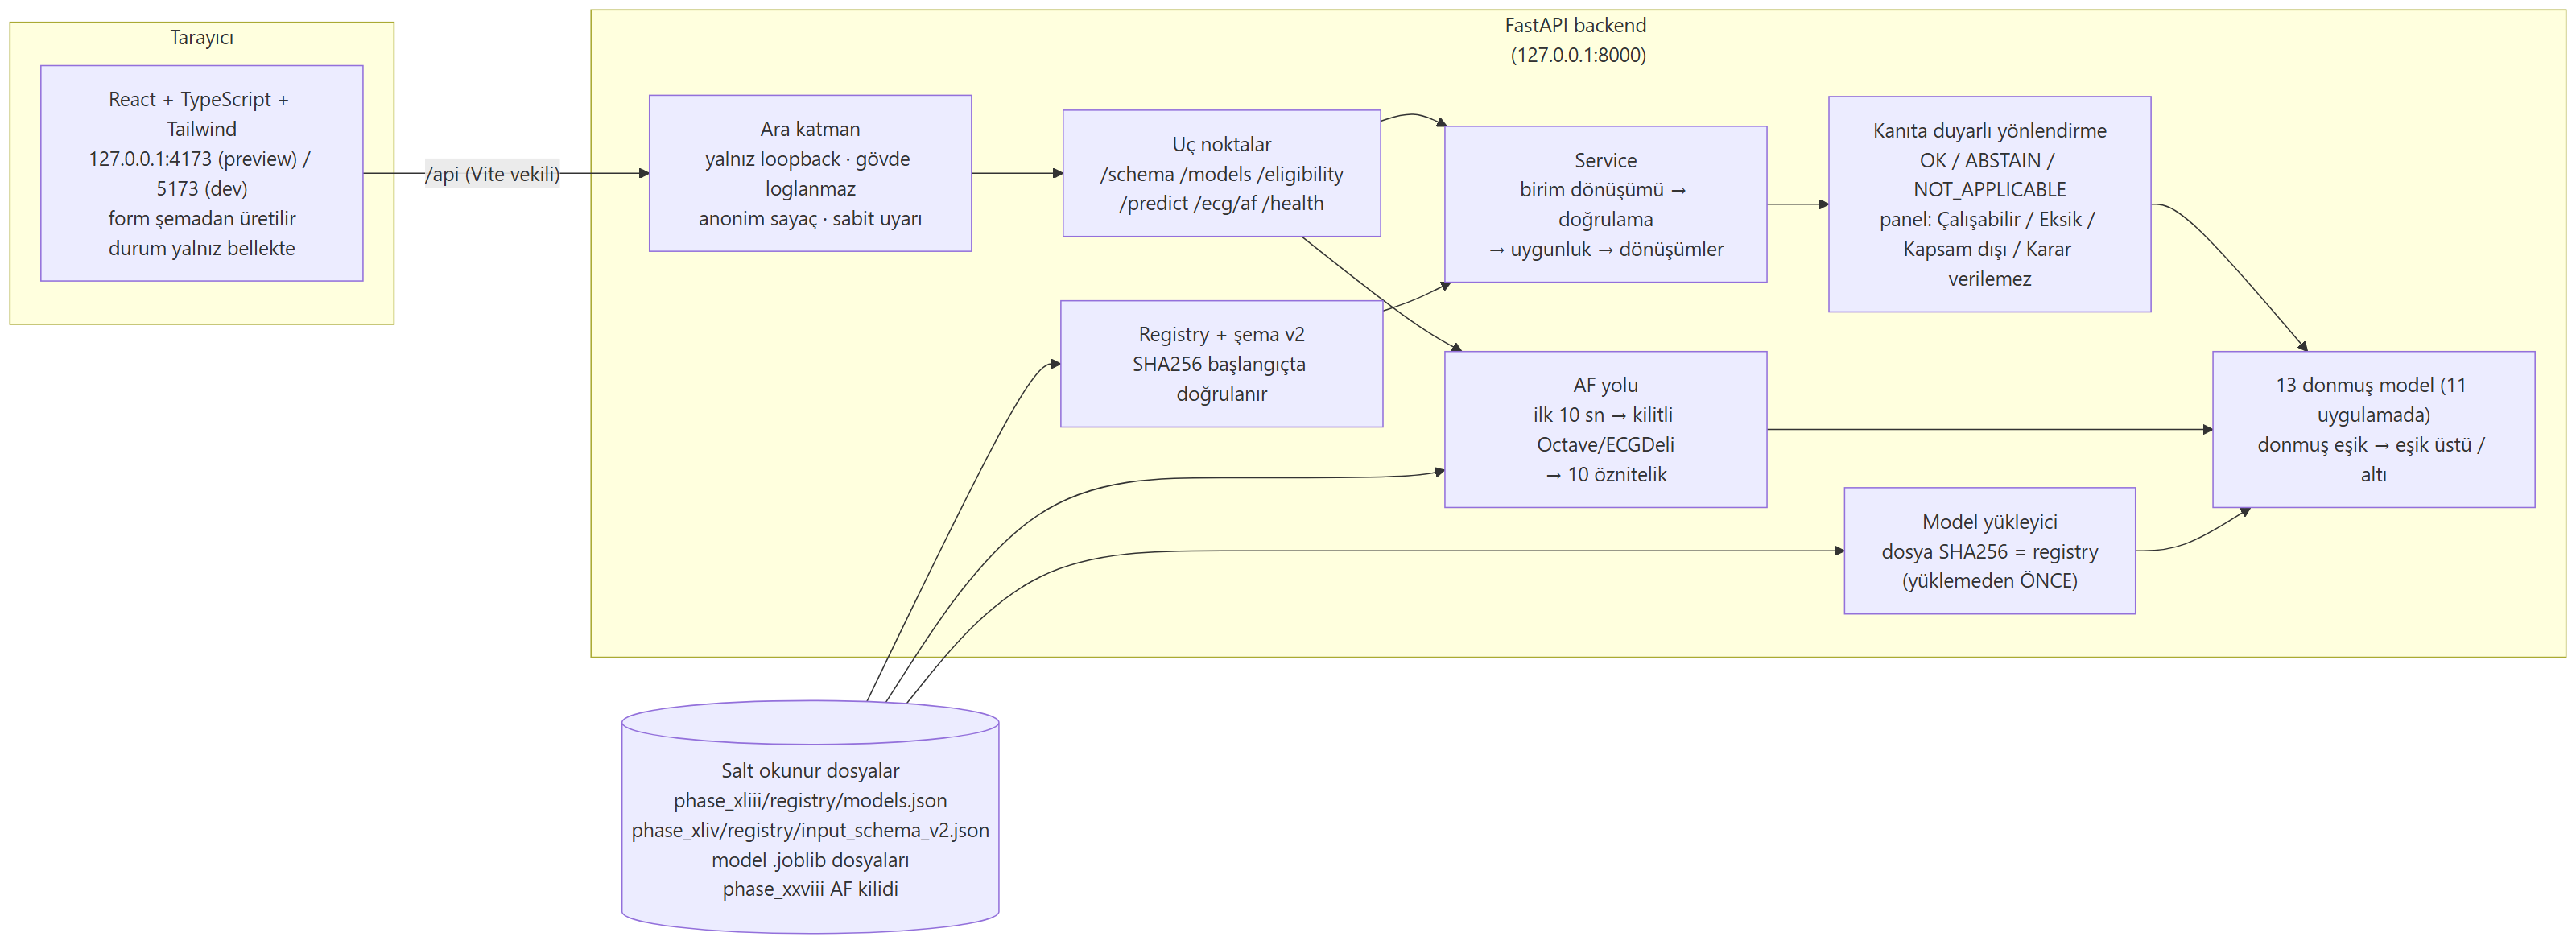 Tarayıcı
React + TypeScript +
Tailwind
127.0.0.1:4173 (preview) /
5173 (dev)
form şemadan üretilir
durum yalnız bellekte
/api (Vite vekili)
FastAPI backend
(127.0.0.1:8000)
Ara katman
yalnız loopback · gövde
loglanmaz
anonim sayaç · sabit uyarı
Uç noktalar
/schema /models /eligibility
/predict /ecg/af /health
Service
birim dönüşümü →
doğrulama
→ uygunluk → dönüşümler
Kanıta duyarlı yönlendirme
OK / ABSTAIN /
NOT_APPLICABLE
panel: Çalışabilir / Eksik /
Kapsam dışı / Karar
verilemez
Registry + şema v2
SHA256 başlangıçta
doğrulanır
AF yolu
ilk 10 sn → kilitli
Octave/ECGDeli
→ 10 öznitelik
13 donmuş model (11
uygulamada)
donmuş eşik → eşik üstü /
altı
Model yükleyici
dosya SHA256 = registry
(yüklemeden ÖNCE)
Salt okunur dosyalar
phase_xliii/registry/models.json
phase_xliv/registry/input_schema_v2.json
model .joblib dosyaları
phase_xxviii AF kilidi